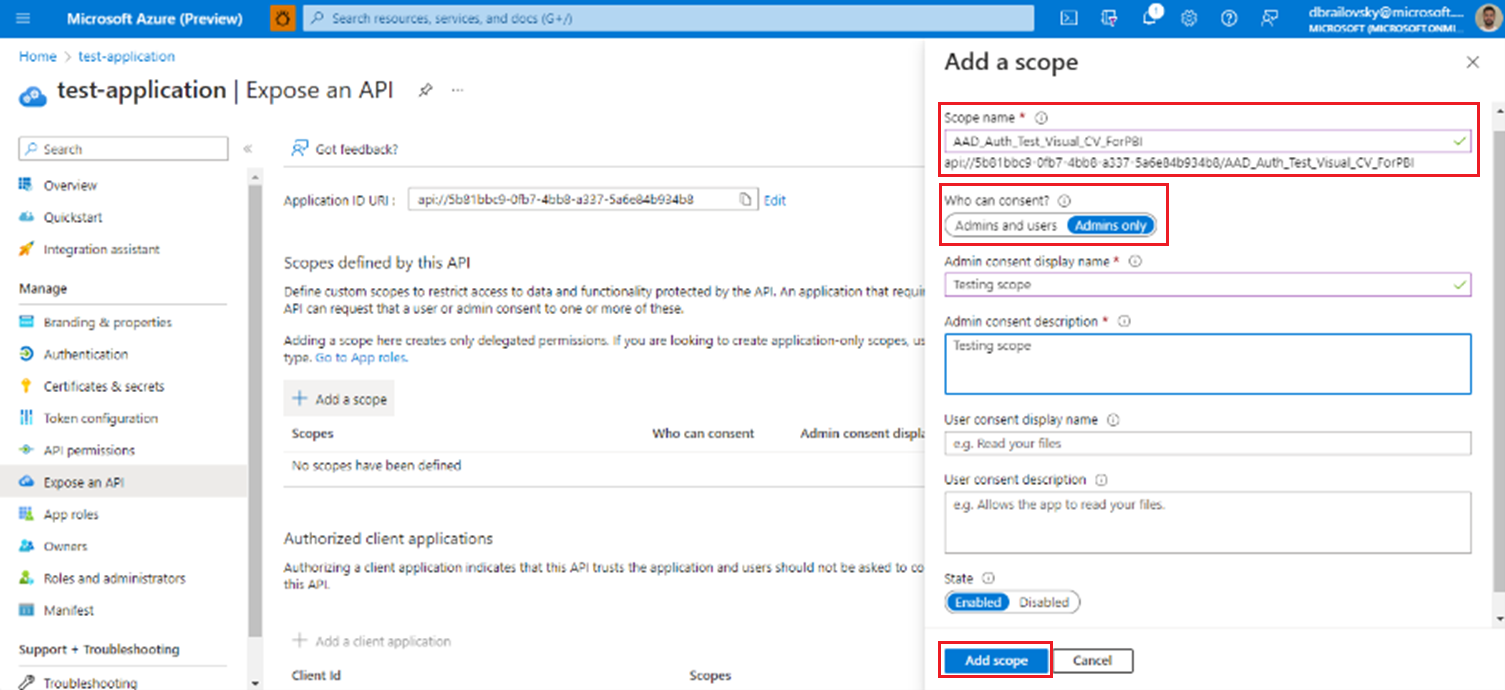 Microsoft Azure (Preview)
Search resources, services, and docs (G+/)
1
dbrailovsky@microsoft....
MICROSOFT (MICROSOFT.ONMI...
Home > test-application
test-application | Expose an API
...
Search
«
Overview
Quickstart
Integration assistant
Manage
Branding & properties
Authentication
Certificates & secrets
Token configuration
API permissions
Expose an API
App roles
Owners
Roles and administrators
Manifest
Support + Troubleshooting
Troubleshooting
Got feedback?
Application ID URI : api://5b81bbc9-0fb7-4bb8-a337-5a6e84b934b8 Edit
Scopes defined by this API
Define custom scopes to restrict access to data and functionality protected by the API. An application that requir
API can request that a user or admin consent to one or more of these.
Adding a scope here creates only delegated permissions. If you are looking to create application-only scopes, us
type. Go to App roles.
+ Add a scope
Scopes Who can consent Admin consent displa
No scopes have been defined
Authorized client applications
Authorizing a client application indicates that this API trusts the application and users should not be asked to co
this API.
+ Add a client application
Client Id Scopes
Add a scope
Scope name *
AAD_Auth_Test_Visual_CV_ForPBI
api://5b81bbc9-0fb7-4bb8-a337-5a6e84b934b8/AAD_Auth_Test_Visual_CV_ForPBI
Who can consent?
Admins and users Admins only
Admin consent display name *
Testing scope
Admin consent description *
Testing scope
User consent display name
e.g. Read your files
User consent description
e.g. Allows the app to read your files.
State
Enabled Disabled
Add scope Cancel